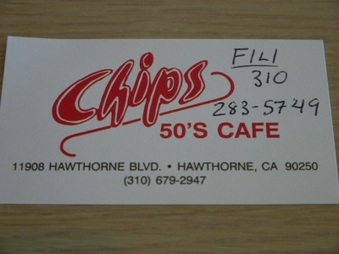 FILI
310
283-5749
Chips
50'S CAFE
11908 HAWTHORNE BLVD. • HAWTHORNE, CA 90250
(310) 679-2947